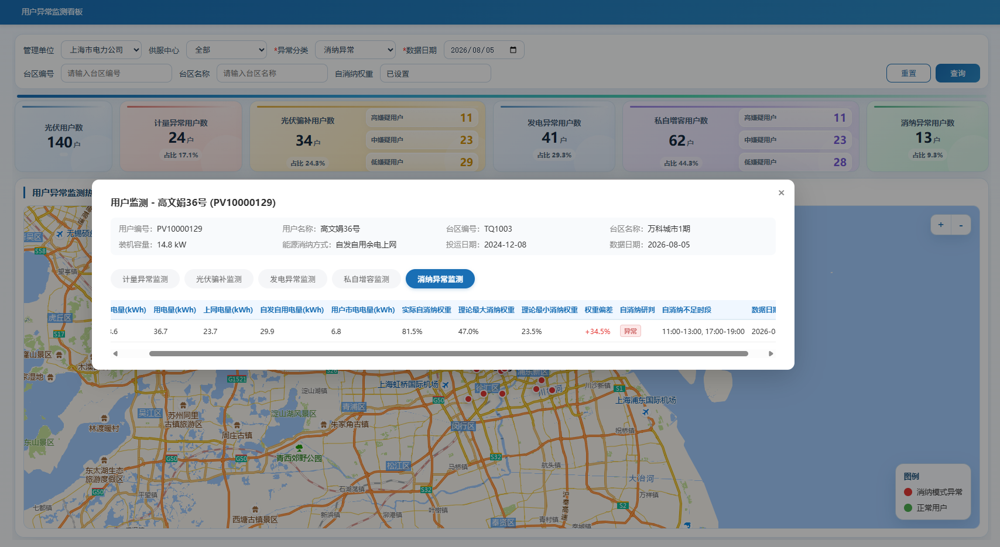 用户异常监测看板
管理单位 上海市电力公司 供服中心 全部 *异常分类 消纳异常 *数据日期 2026/08/05
台区编号 请输入台区编号 台区名称 请输入台区名称 自消纳权重 已设置 重置 查询
光伏用户数
140户
计量异常用户数
24户
占比 17.1%
光伏骗补用户数
34户
占比 24.3%
高嫌疑用户 11
中嫌疑用户 23
低嫌疑用户 29
发电异常用户数
41户
占比 29.3%
私自增容用户数
62户
占比 44.3%
高嫌疑用户 11
中嫌疑用户 23
低嫌疑用户 28
消纳异常用户数
13户
占比 9.3%
用户异常监测热
用户监测 - 高文娟36号 (PV10000129)
×
用户编号: PV10000129 用户名称: 高文娟36号 台区编号: TQ1003 台区名称: 万科城市1期
装机容量: 14.8 kW 能源消纳方式: 自发自用余电上网 投运日期: 2024-12-08 数据日期: 2026-08-05
计量异常监测 光伏骗补监测 发电异常监测 私自增容监测 消纳异常监测
电量(kWh) 用电量(kWh) 上网电量(kWh) 自发自用电量(kWh) 用户市电电量(kWh) 实际自消纳权重 理论最大消纳权重 理论最小消纳权重 权重偏差 自消纳研判 自消纳不足时段 数据日期
.6 36.7 23.7 29.9 6.8 81.5% 47.0% 23.5% +34.5% 异常 11:00-13:00, 17:00-19:00 2026-0
+ -
无锡硕放
新吴区
S58
望亭镇
虎丘区
S17
木渎
G1521
S26
浦东新区
上海虹桥国际机场
徐汇区
川杨河
川沙新镇
S1
淀山湖镇
G50
上海浦东国际机场
青浦区
吴江区
苏州同里
古镇旅游区
淀山湖风景区
朱家角古镇
闵行区
林渡暖村
周庄古镇
祝桥镇
东山景区
青西郊野公园
G50
G50
S32
东太湖生态
旅游度假区
松江区
马桥镇
航头镇
大治河
G50
平望镇
石湖荡镇
S32
沪奉高速
万祥镇
七都镇
西塘古镇景区
新浜镇
泖港镇
叶榭镇
S2
奉贤区
青村镇
奉城镇
图例
消纳模式异常
正常用户